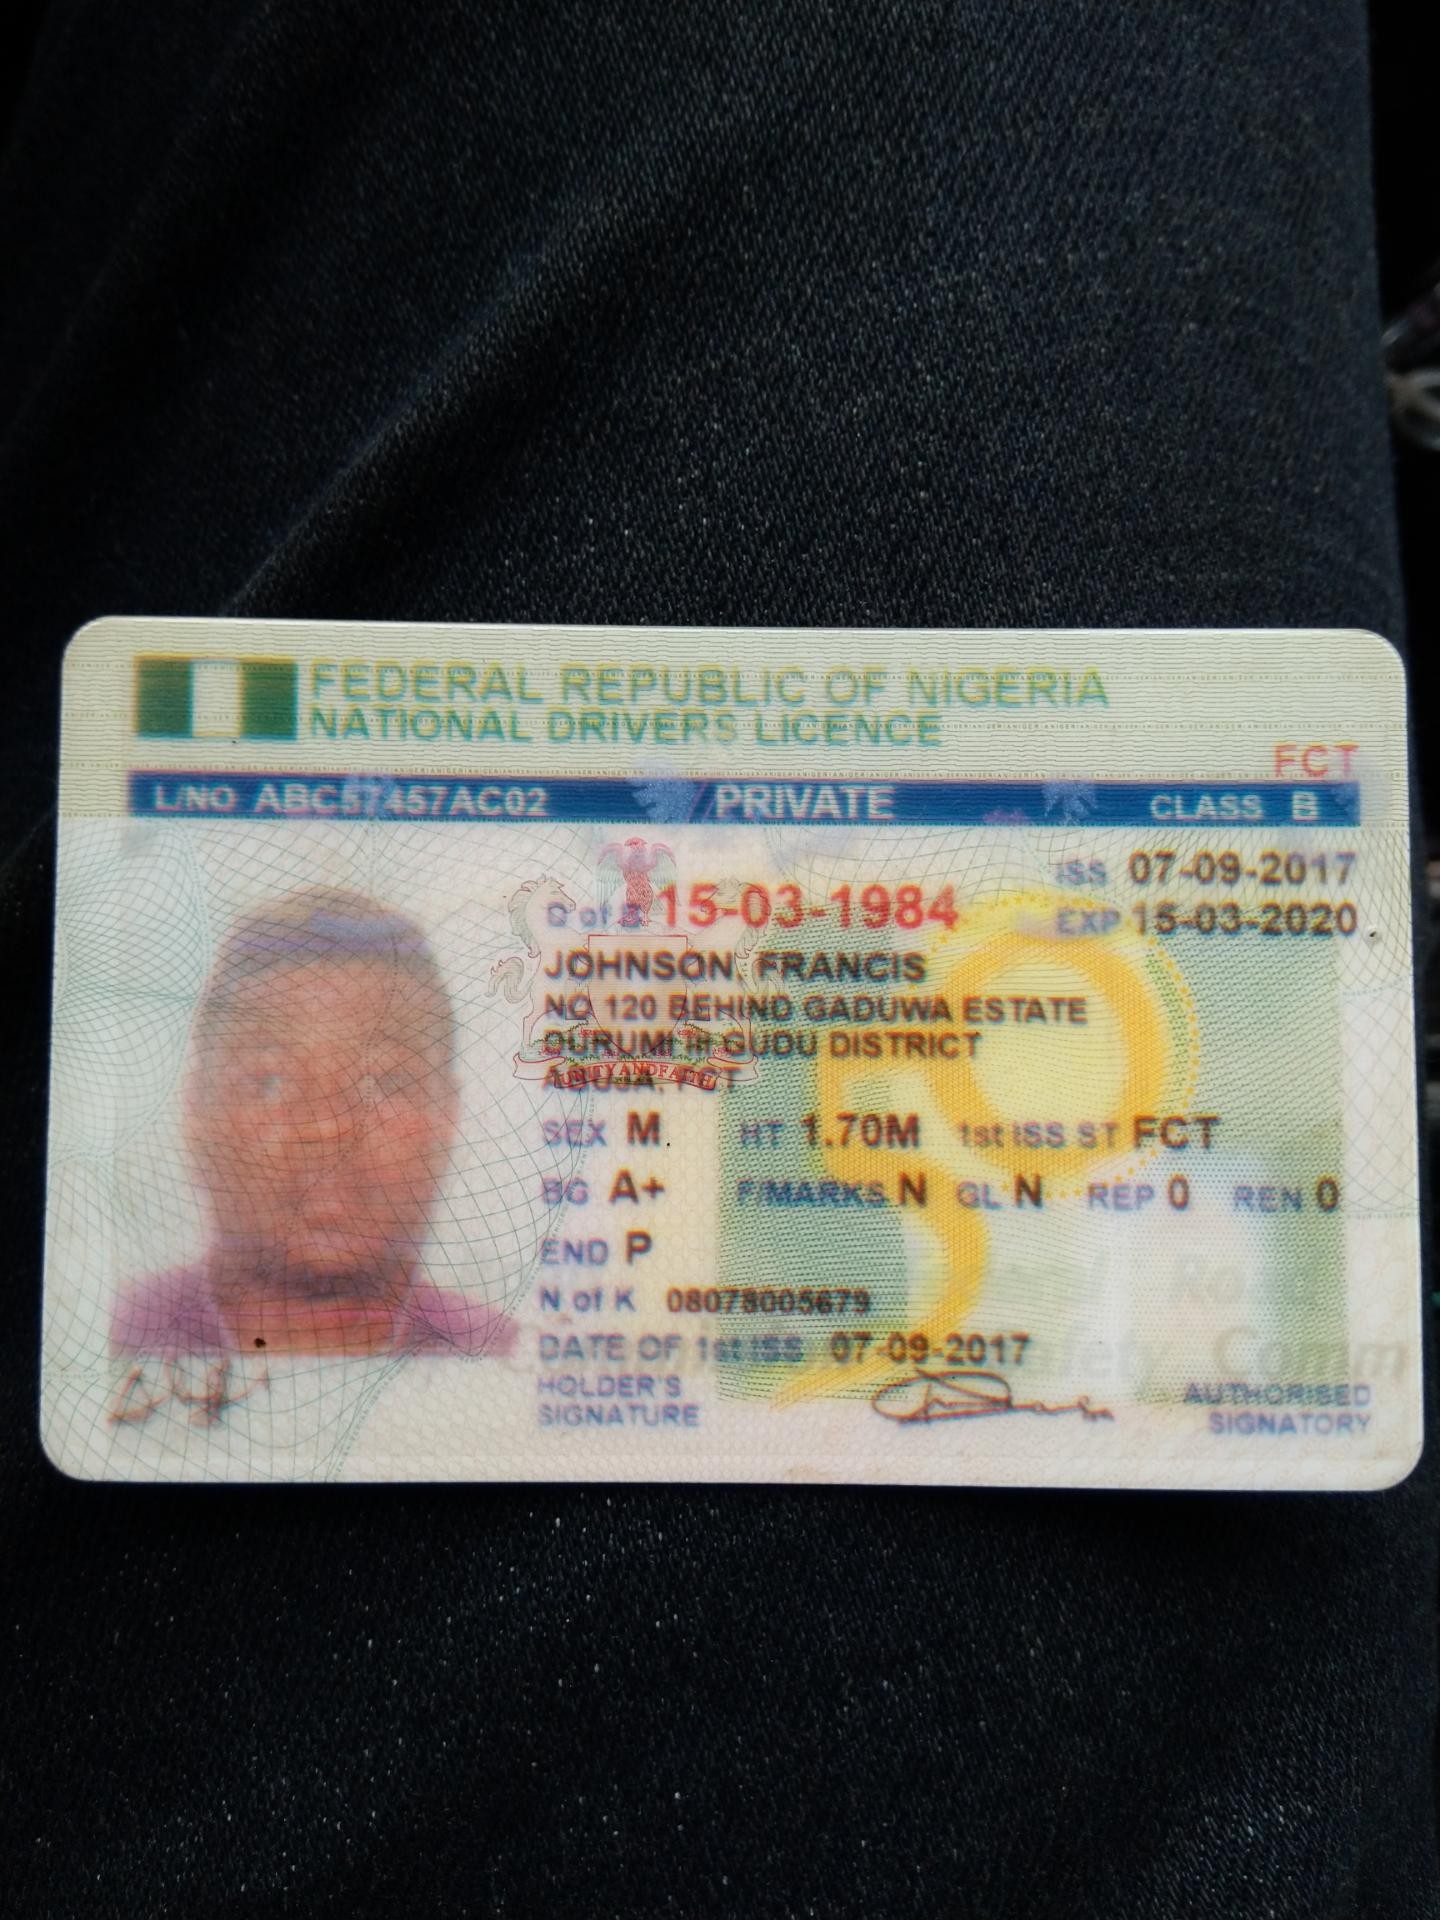 FEDERAL REPUBLIC OF NIGERIA
NATIONAL DRIVERS LICENCE
FCT
L/NO ABC57457AC02 PRIVATE CLASS B
ISS 07-09-2017
D of B 15-03-1984 EXP 15-03-2020
JOHNSON, FRANCIS
NO 120 BEHIND GADUWA ESTATE
DURUMI III GUDU DISTRICT
ABUJA, FCT
UNITY AND FAITH
SEX M HT 1.70M 1st ISS ST FCT
BG A+ F/MARKS N GL N REP 0 REN 0
END P
N of K 08078005679
DATE OF 1st ISS 07-09-2017
HOLDER'S
SIGNATURE
AUTHORISED
SIGNATORY